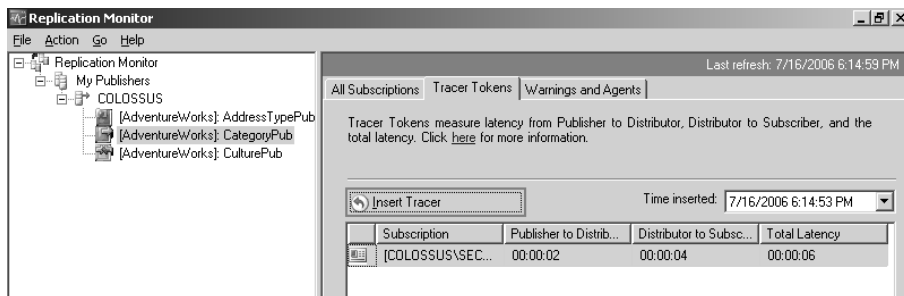 Replication Monitor
File Action Go Help
Replication Monitor
My Publishers
COLOSSUS
[AdventureWorks]: AddressTypePub
[AdventureWorks]: CategoryPub
[AdventureWorks]: CulturePub
Last refresh: 7/16/2006 6:14:59 PM
All Subscriptions Tracer Tokens Warnings and Agents
Tracer Tokens measure latency from Publisher to Distributor, Distributor to Subscriber, and the
total latency. Click here for more information.
Insert Tracer Time inserted: 7/16/2006 6:14:53 PM
Subscription Publisher to Distrib... Distributor to Subsc... Total Latency
[COLOSSUS\SEC... 00:00:02 00:00:04 00:00:06